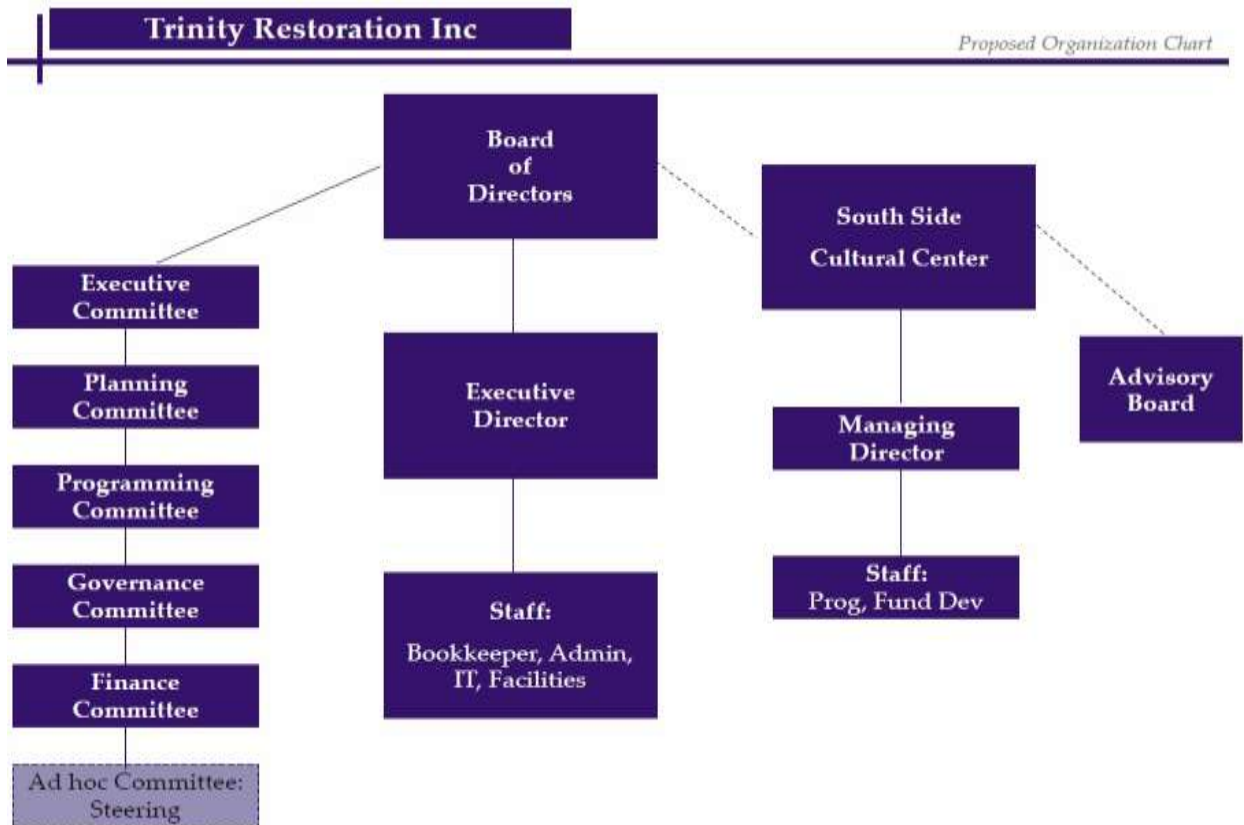 Trinity Restoration Inc
Proposed Organization Chart
Board
of
Directors
South Side
Cultural Center
Executive
Committee
Planning
Committee
Programming
Committee
Governance
Committee
Finance
Committee
Ad hoc Committee:
Steering
Executive
Director
Staff:
Bookkeeper, Admin,
IT, Facilities
Managing
Director
Staff:
Prog, Fund Dev
Advisory
Board